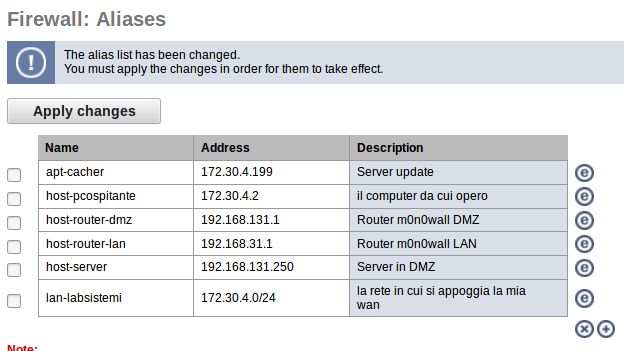 Firewall: Aliases
The alias list has been changed.
You must apply the changes in order for them to take effect.
Apply changes
Name Address Description
apt-cacher 172.30.4.199 Server update
host-pcospitante 172.30.4.2 il computer da cui opero
host-router-dmz 192.168.131.1 Router m0n0wall DMZ
host-router-lan 192.168.31.1 Router m0n0wall LAN
host-server 192.168.131.250 Server in DMZ
lan-labsistemi 172.30.4.0/24 la rete in cui si appoggia la mia
wan
Note: